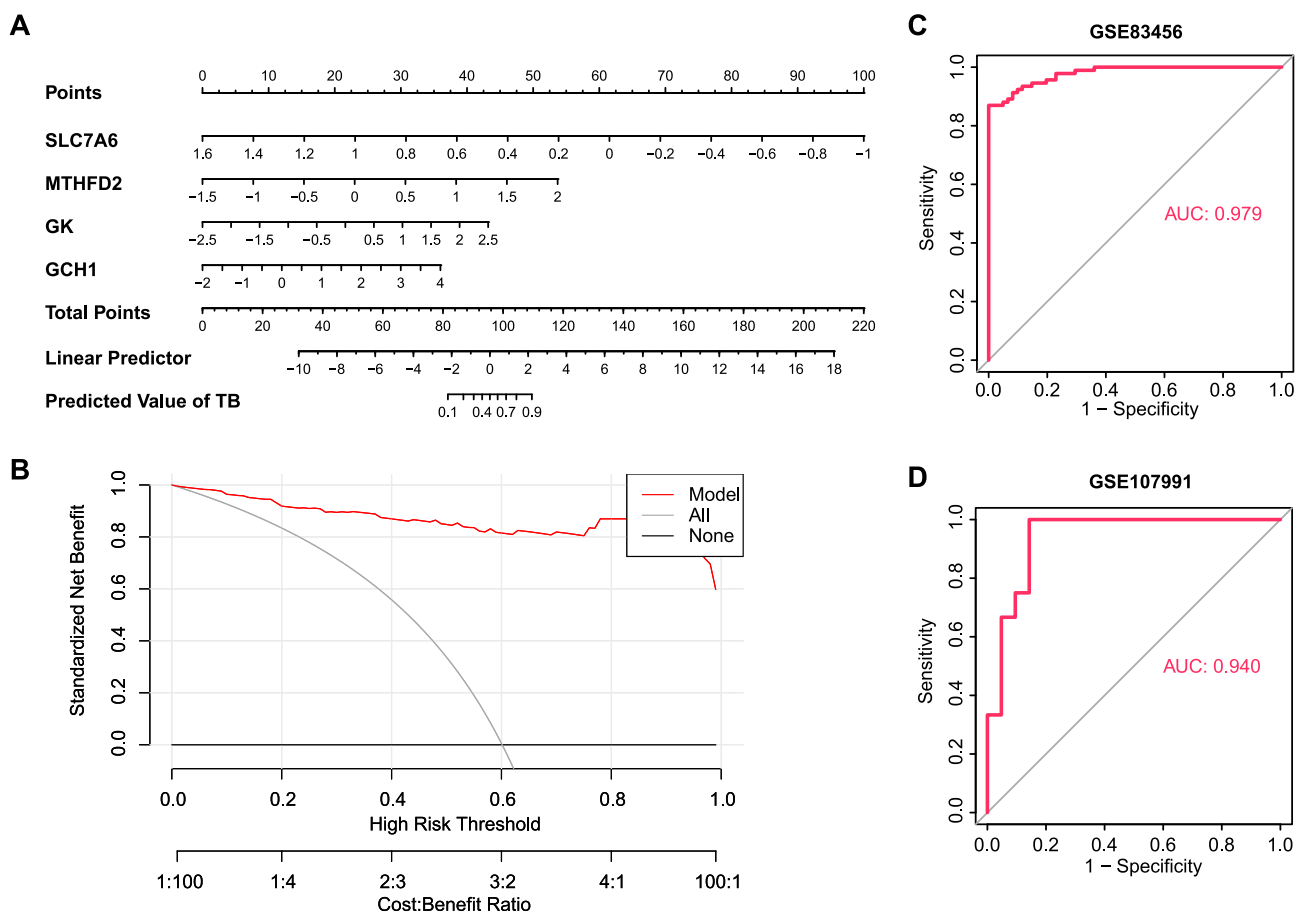 A
0 10 20 30 40 50 60 70 80 90 100
Points
SLC7A6
1.6 1.4 1.2 1 0.8 0.6 0.4 0.2 0 −0.2 −0.4 −0.6 −0.8 −1
MTHFD2
−1.5 −1 −0.5 0 0.5 1 1.5 2
GK
−2.5 −1.5 −0.5 0.5 1 1.5 2 2.5
GCH1
−2 −1 0 1 2 3 4
Total Points
0 20 40 60 80 100 120 140 160 180 200 220
Linear Predictor
−10 −8 −6 −4 −2 0 2 4 6 8 10 12 14 16 18
Predicted Value of TB
0.1 0.4 0.7 0.9
B
Standardized Net Benefit
1.0
0.8
0.6
0.4
0.2
0.0
Model
All
None
0.0 0.2 0.4 0.6 0.8 1.0
High Risk Threshold
1:100 1:4 2:3 3:2 4:1 100:1
Cost:Benefit Ratio
C
GSE83456
Sensitivity
1.0
0.8
0.6
0.4
0.2
0.0
AUC: 0.979
0.0 0.2 0.4 0.6 0.8 1.0
1 − Specificity
D
GSE107991
Sensitivity
1.0
0.8
0.6
0.4
0.2
0.0
AUC: 0.940
0.0 0.2 0.4 0.6 0.8 1.0
1 − Specificity